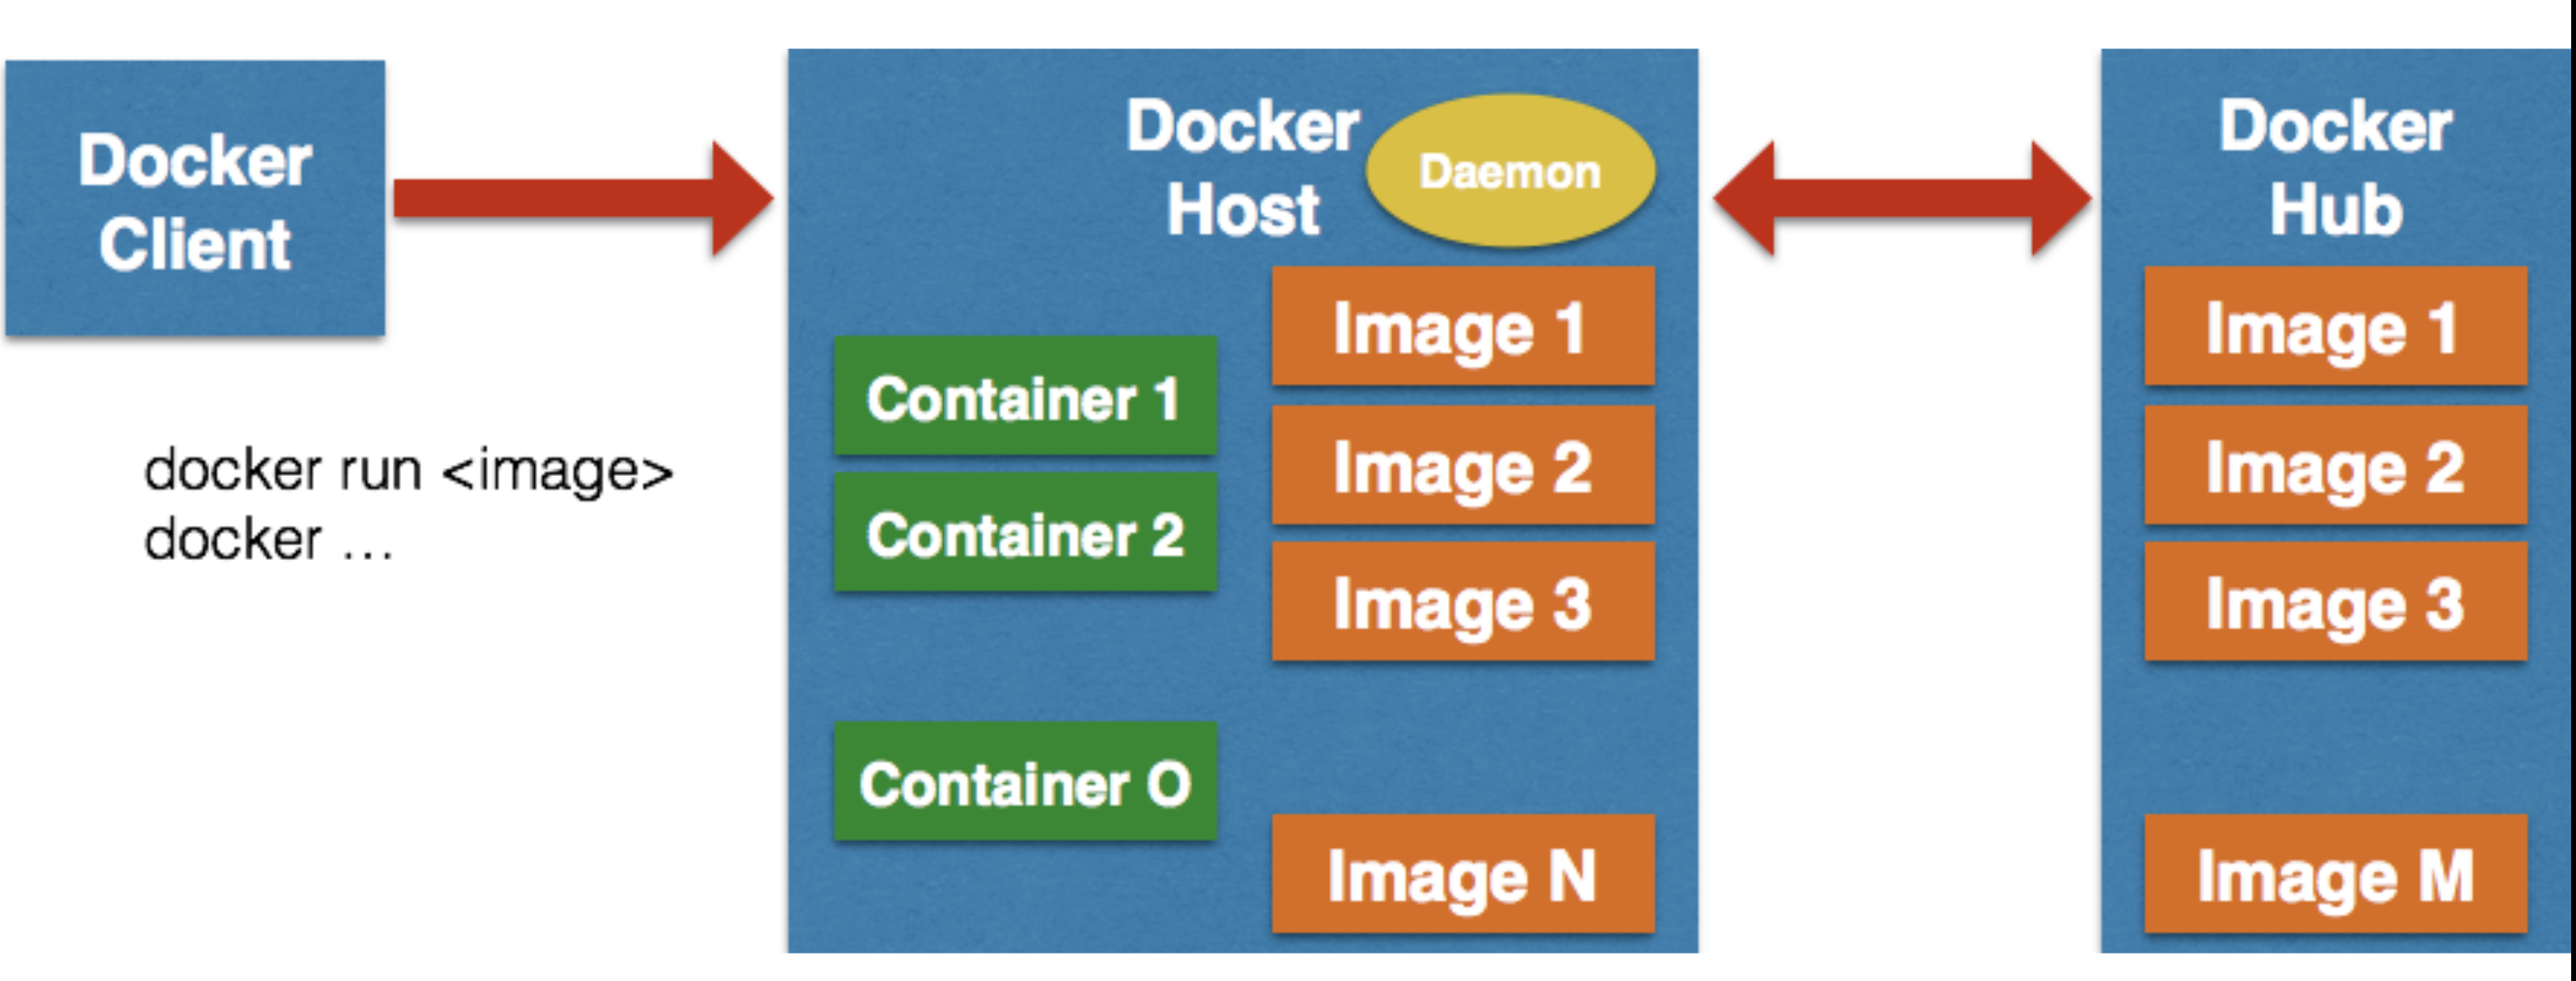 Docker
Client
docker run <image>
docker ...
Docker
Host
Daemon
Container 1
Container 2
Container O
Image 1
Image 2
Image 3
Image N
Docker
Hub
Image 1
Image 2
Image 3
Image M